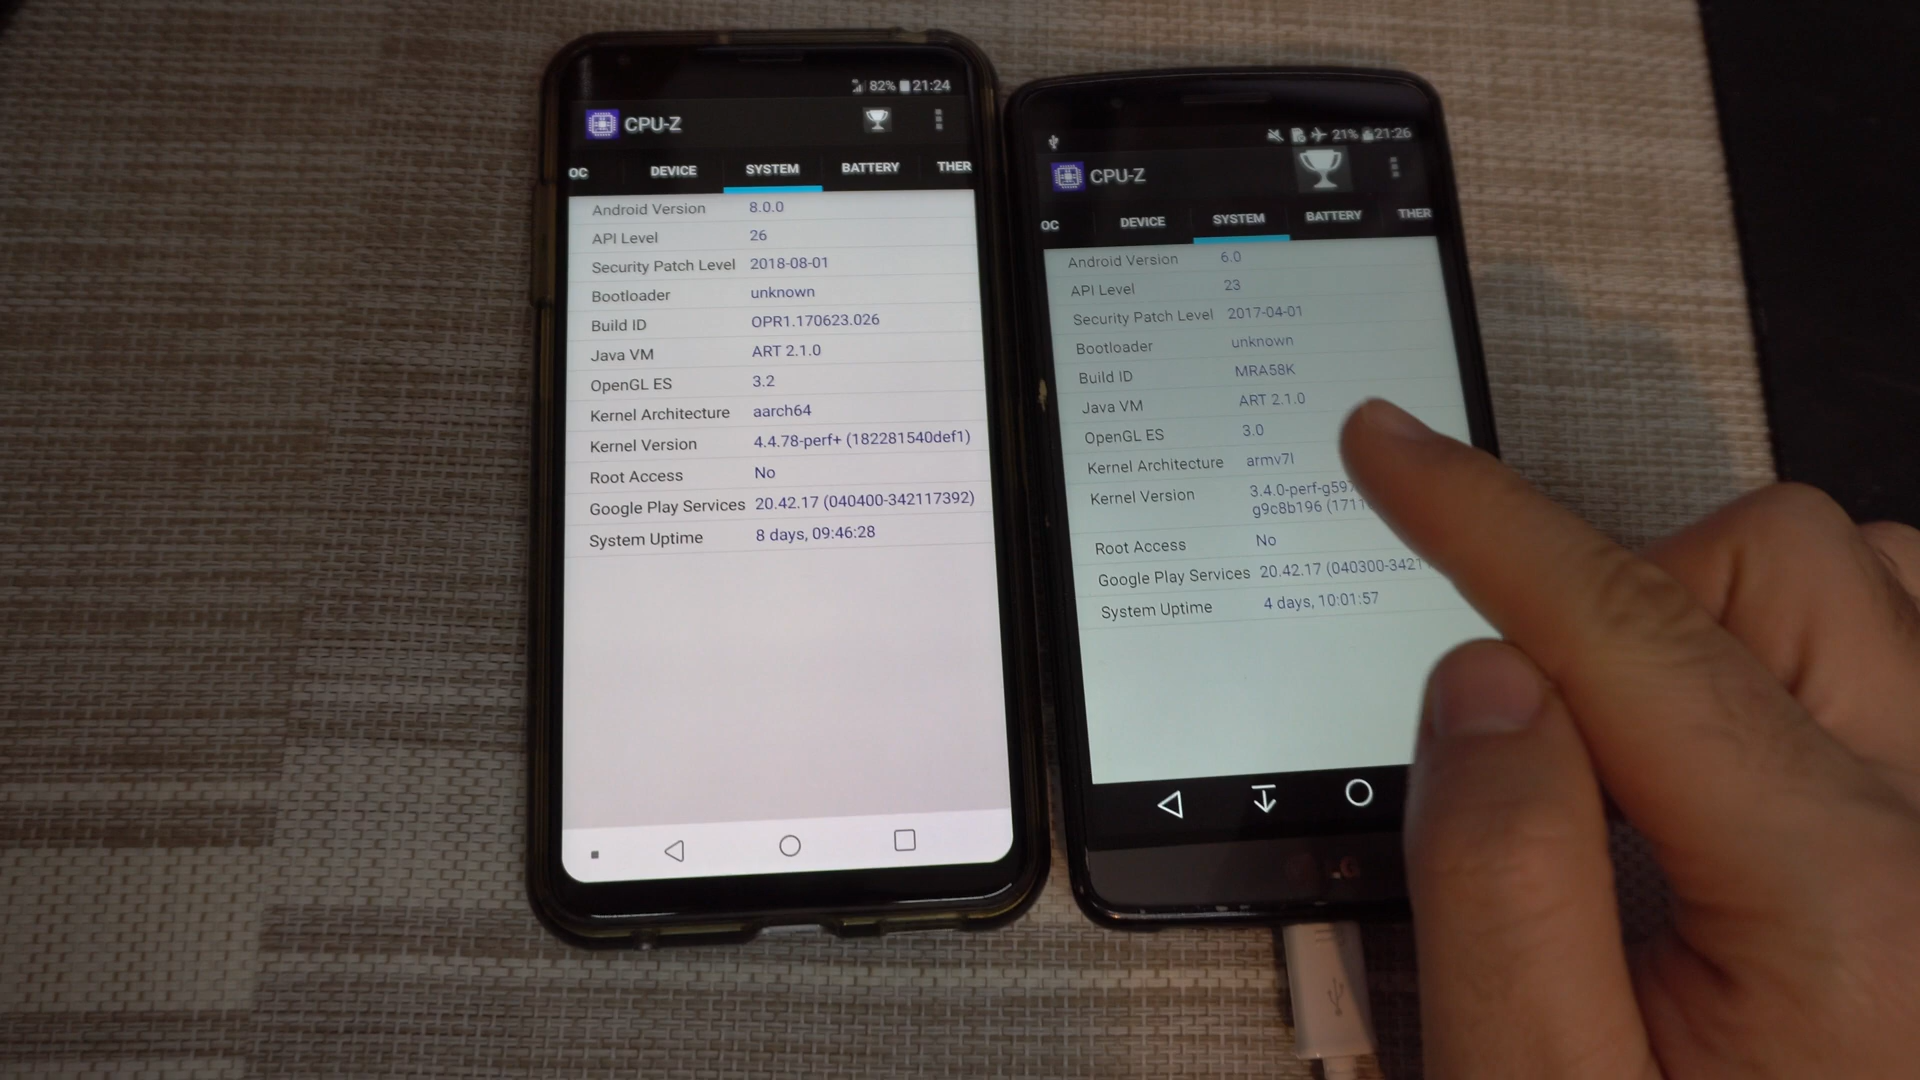 82% 21:24
CPU-Z
OC DEVICE SYSTEM BATTERY THER
Android Version 8.0.0
API Level 26
Security Patch Level 2018-08-01
Bootloader unknown
Build ID OPR1.170623.026
Java VM ART 2.1.0
OpenGL ES 3.2
Kernel Architecture aarch64
Kernel Version 4.4.78-perf+ (182281540def1)
Root Access No
Google Play Services 20.42.17 (040400-342117392)
System Uptime 8 days, 09:46:28
21% 21:26
CPU-Z
OC DEVICE SYSTEM BATTERY THER
Android Version 6.0
API Level 23
Security Patch Level 2017-04-01
Bootloader unknown
Build ID MRA58K
Java VM ART 2.1.0
OpenGL ES 3.0
Kernel Architecture armv7l
Kernel Version 3.4.0-perf-g597
g9c8b196 (1711
Root Access No
Google Play Services 20.42.17 (040300-3421
System Uptime 4 days, 10:01:57
LG